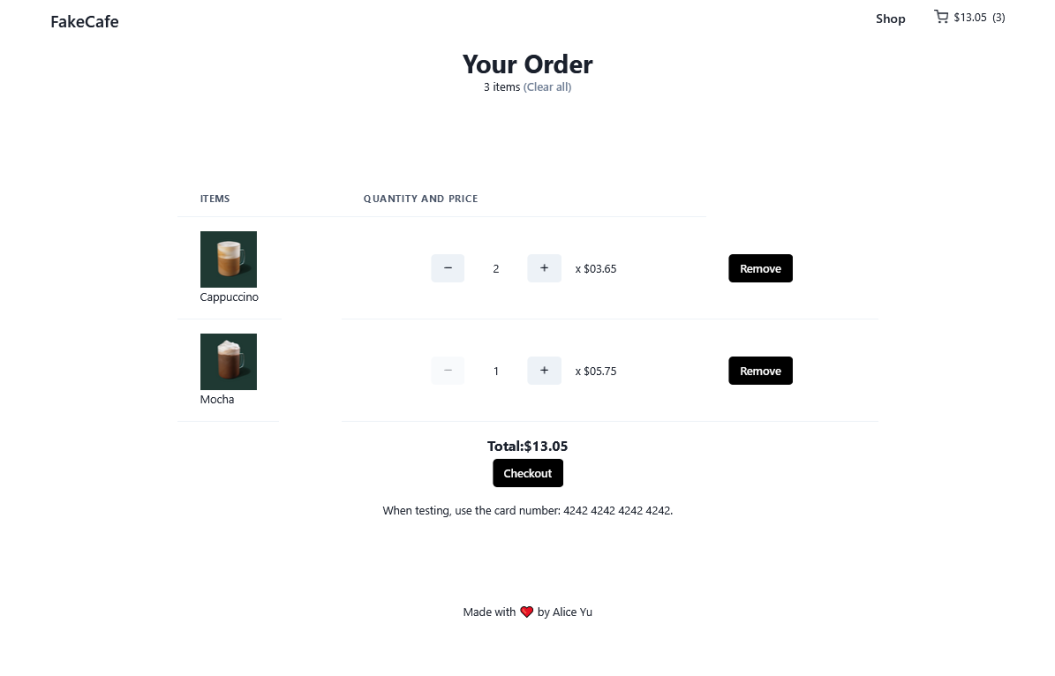 FakeCafe
Shop
$13.05 (3)
Your Order
3 items (Clear all)
ITEMS
QUANTITY AND PRICE
− 2 + x $03.65 Remove
Cappuccino
− 1 + x $05.75 Remove
Mocha
Total:$13.05
Checkout
When testing, use the card number: 4242 4242 4242 4242.
Made with ❤️ by Alice Yu